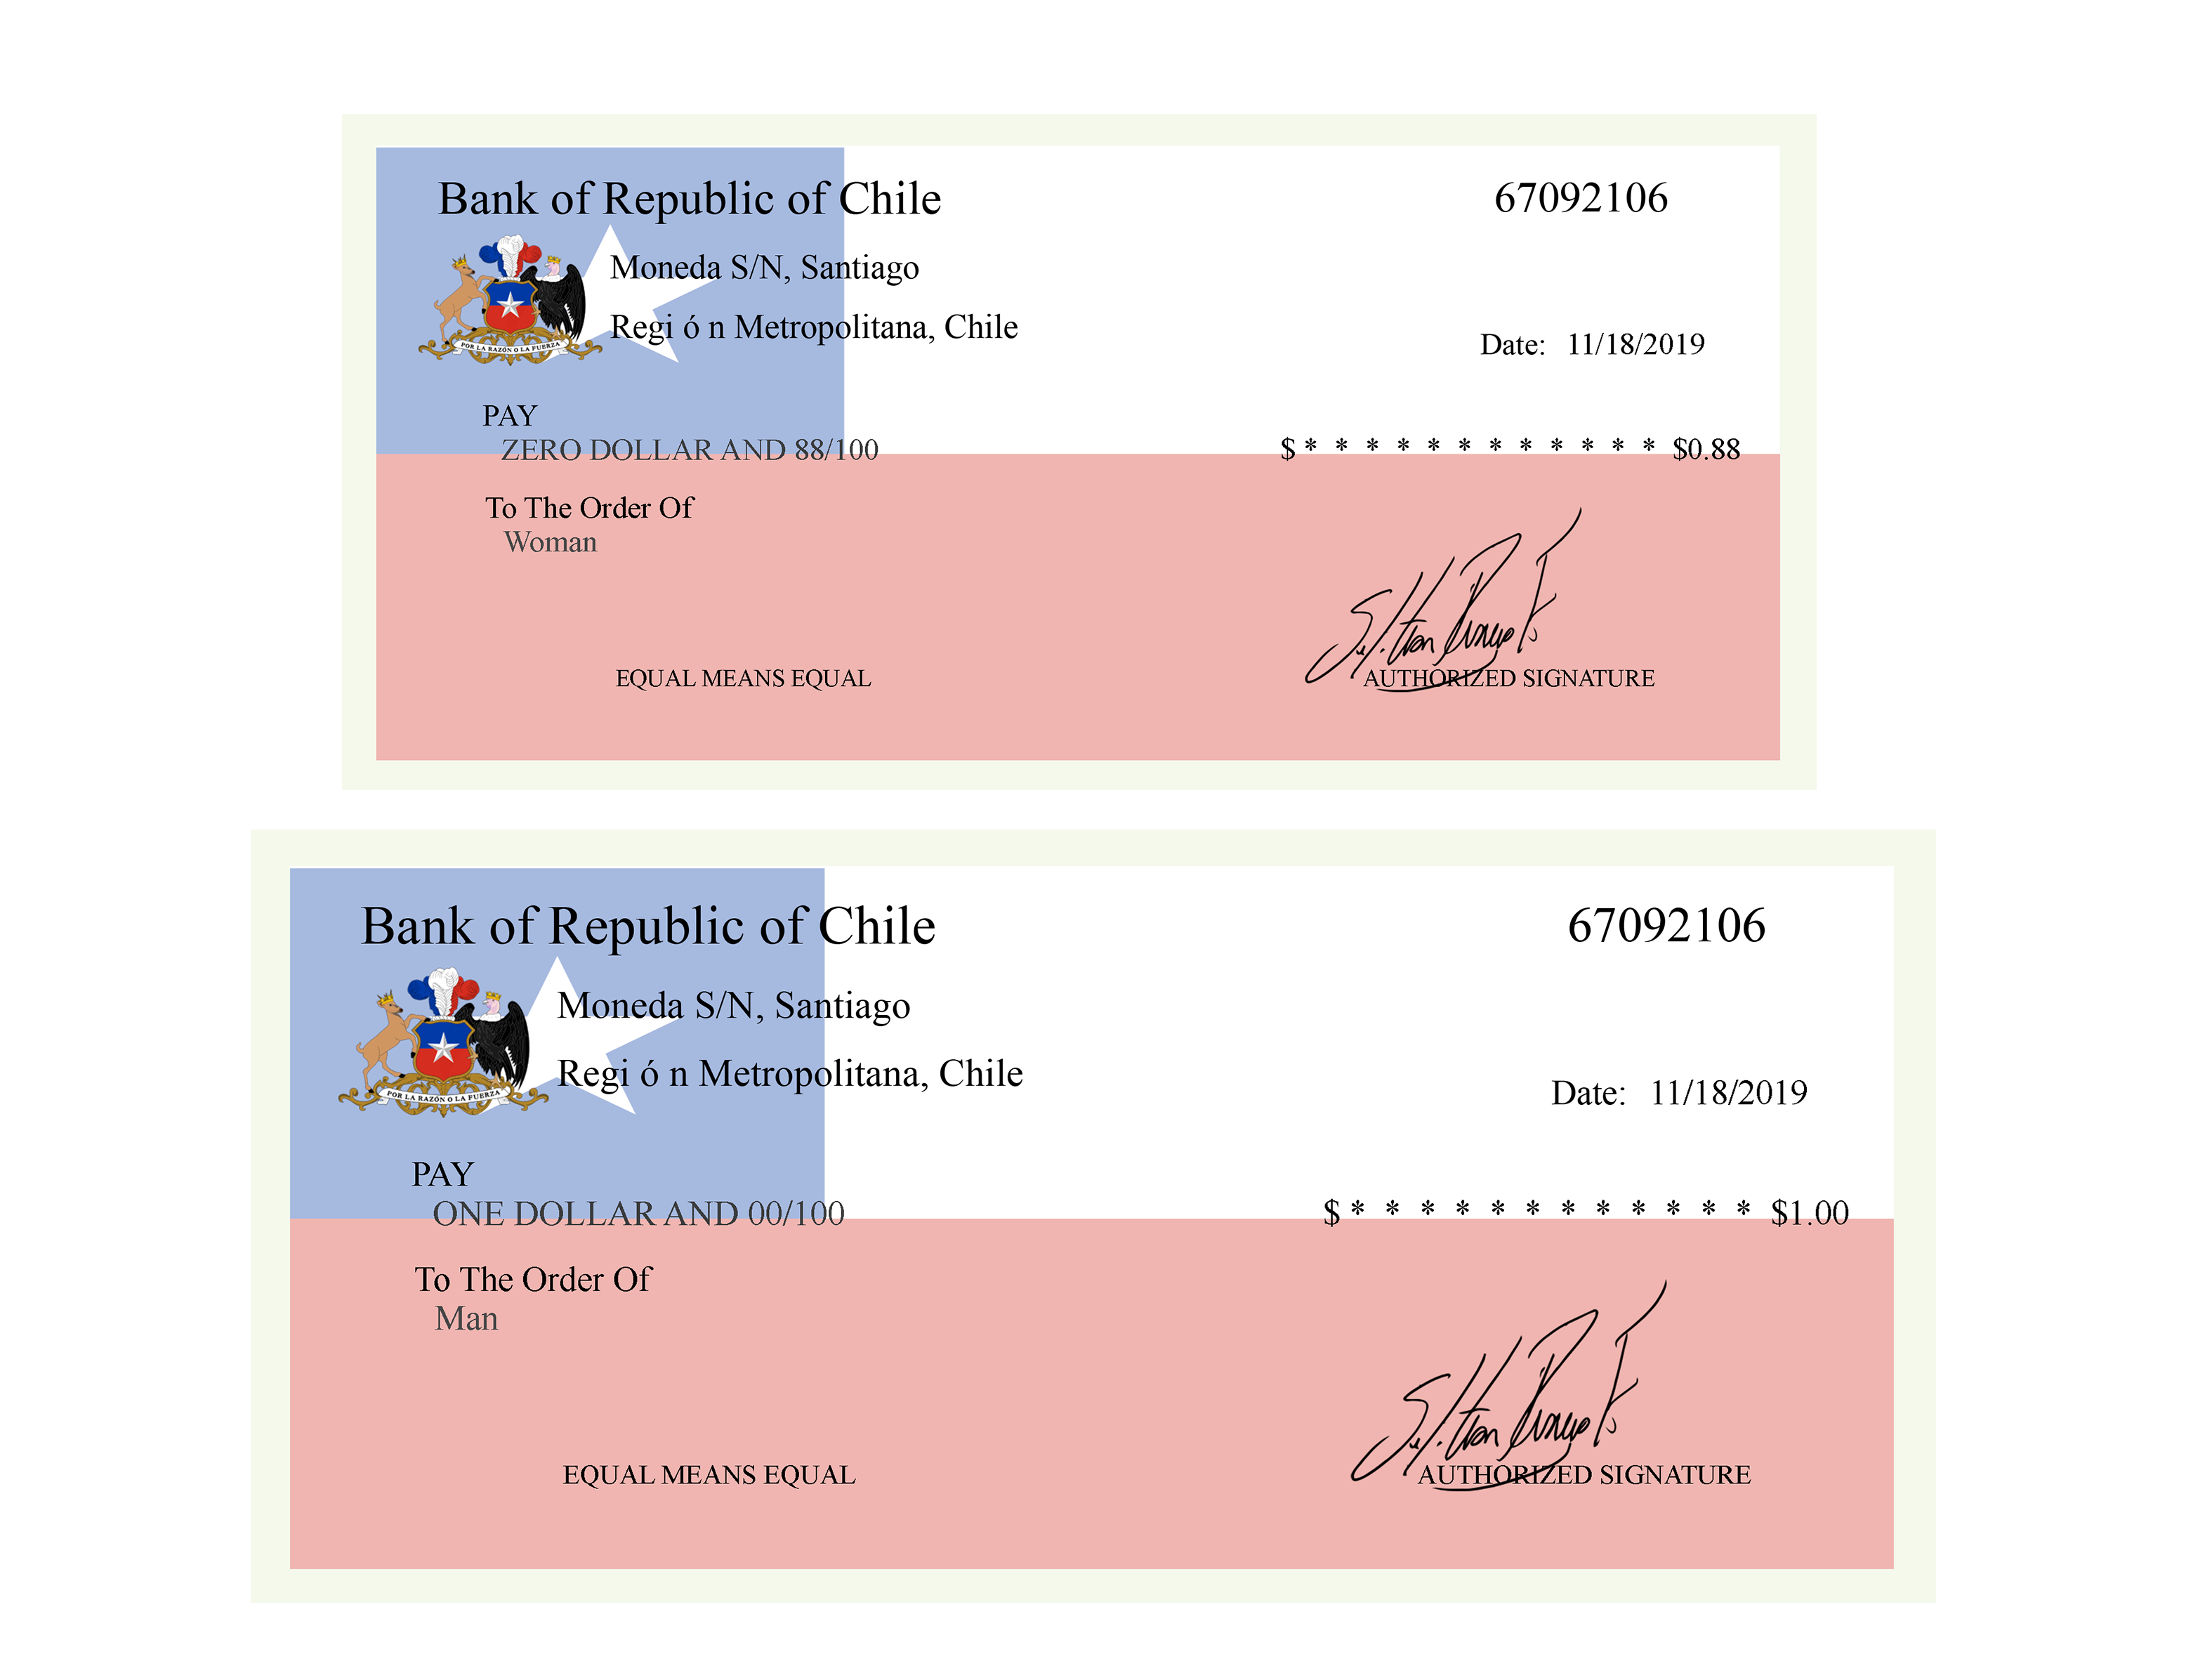 Bank of Republic of Chile
67092106
Moneda S/N, Santiago
Regi ó n Metropolitana, Chile
POR LA RAZÓN O LA FUERZA
Date: 11/18/2019
PAY
ZERO DOLLAR AND 88/100
$ * * * * * * * * * * * * $0.88
To The Order Of
Woman
EQUAL MEANS EQUAL
AUTHORIZED SIGNATURE
Bank of Republic of Chile
67092106
Moneda S/N, Santiago
Regi ó n Metropolitana, Chile
POR LA RAZÓN O LA FUERZA
Date: 11/18/2019
PAY
ONE DOLLAR AND 00/100
$ * * * * * * * * * * * * $1.00
To The Order Of
Man
EQUAL MEANS EQUAL
AUTHORIZED SIGNATURE